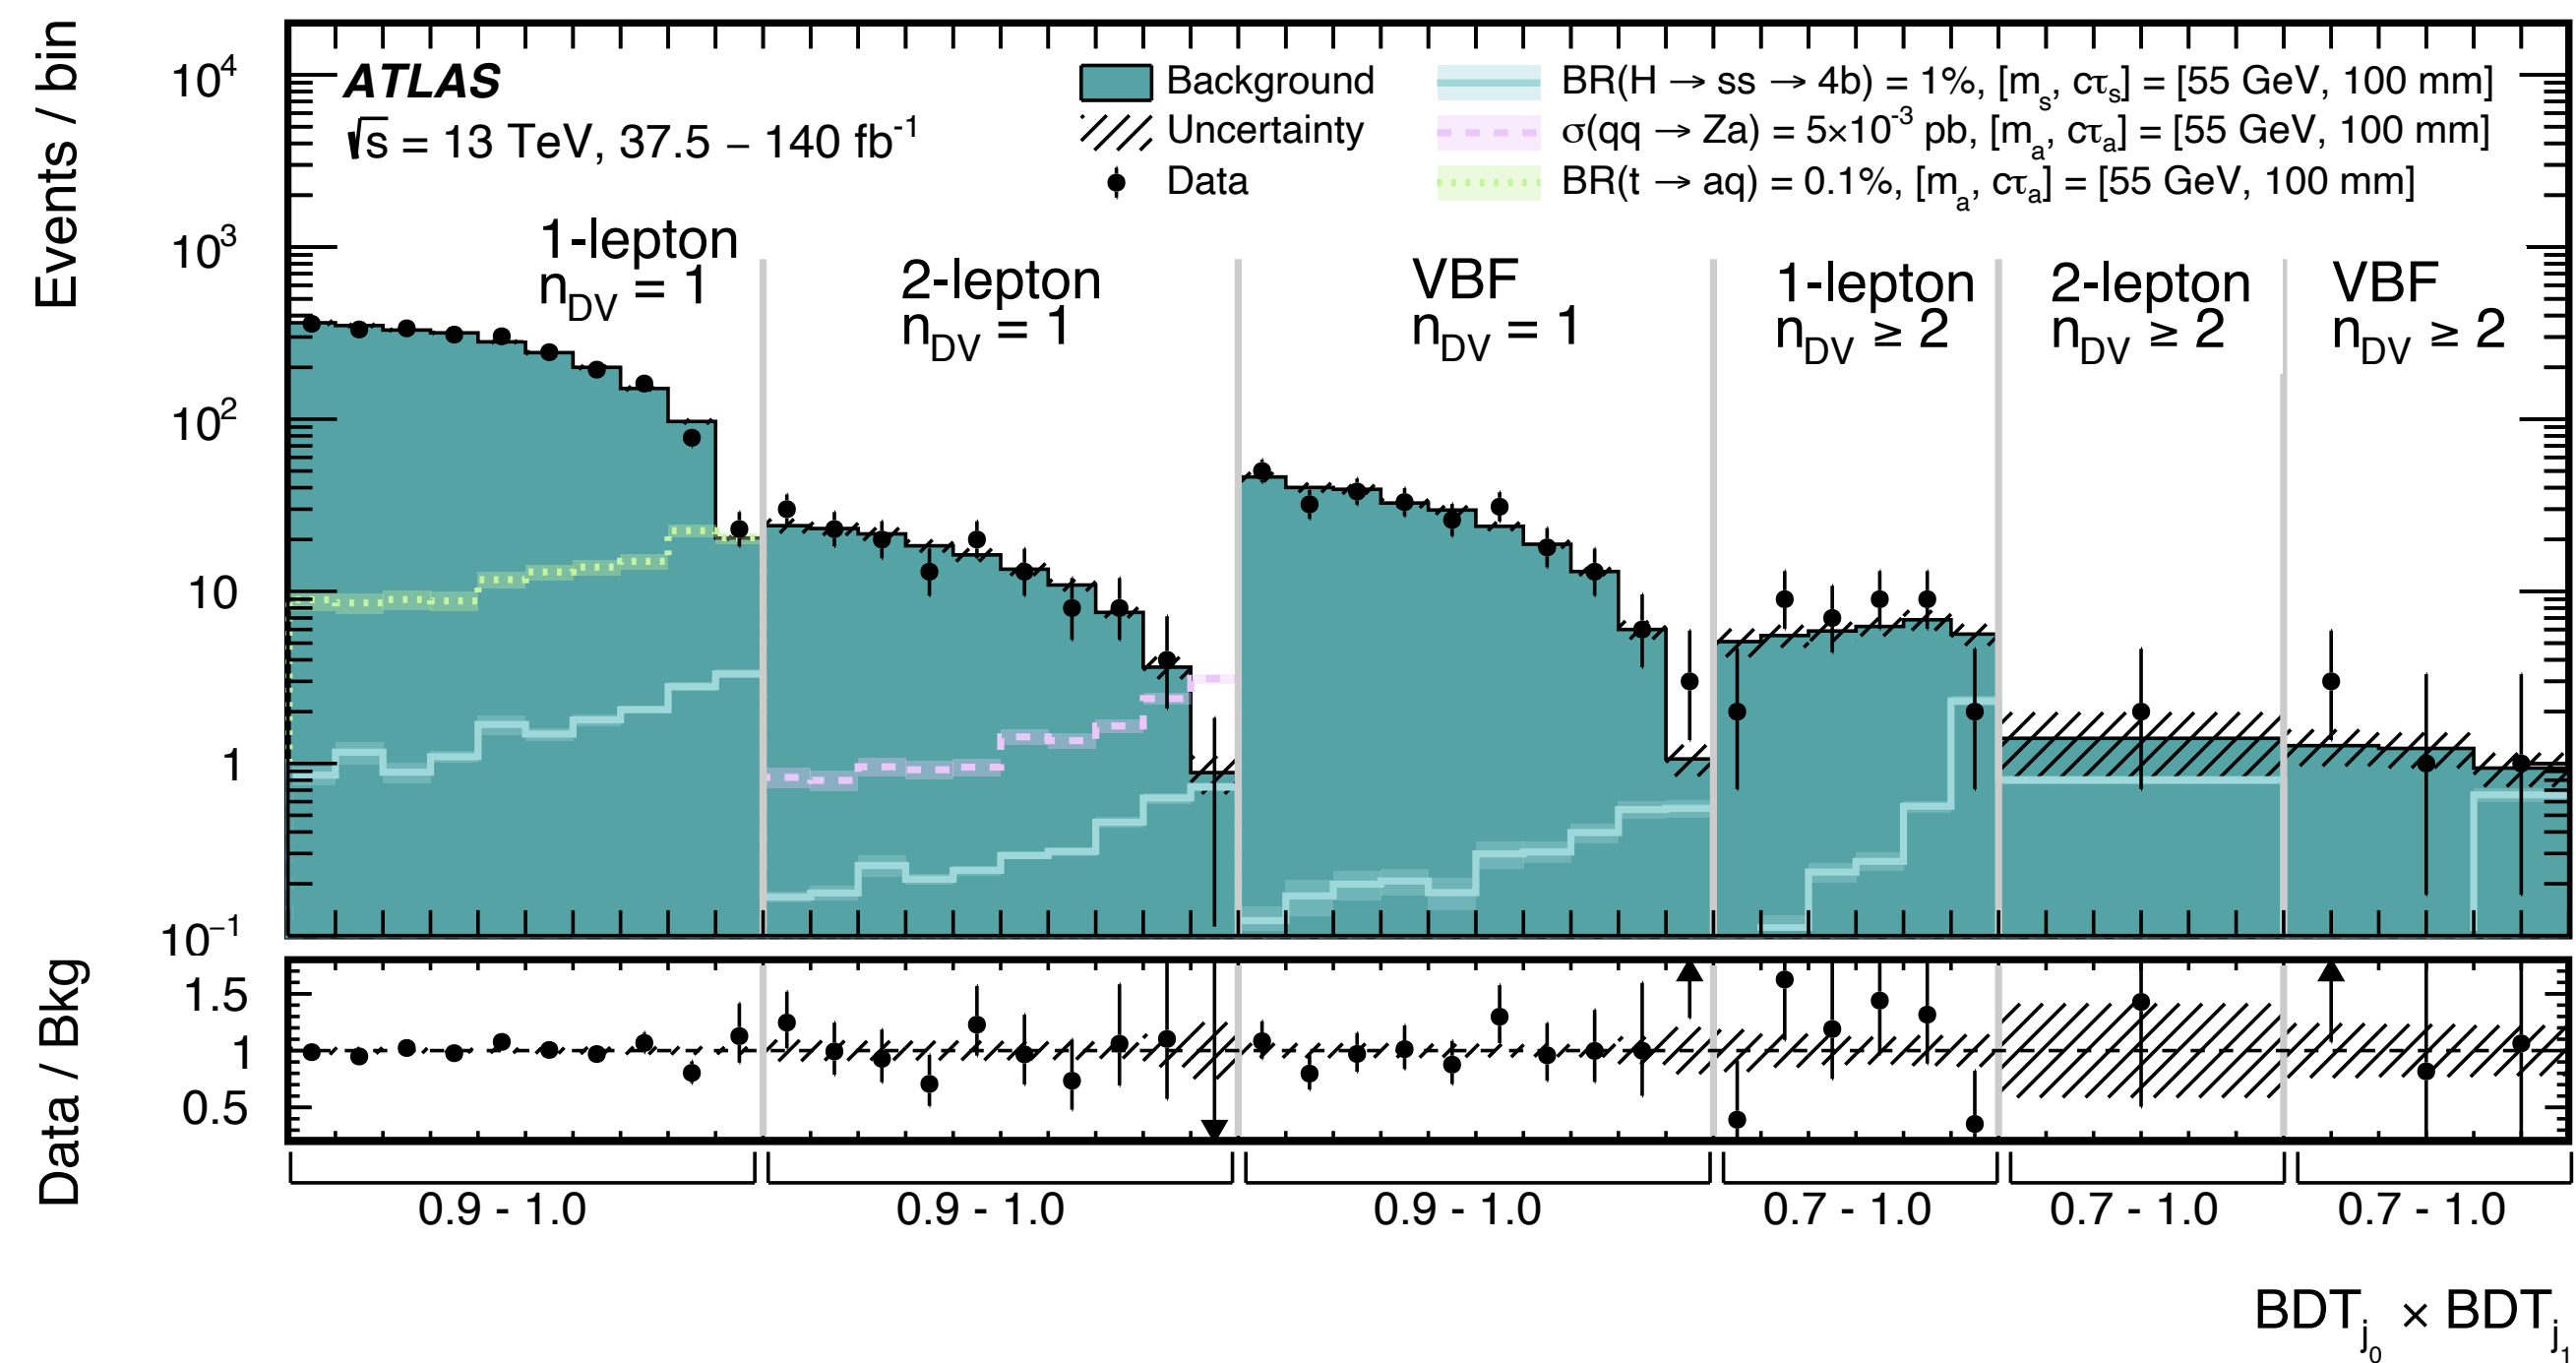 Events / bin
10⁴
10³
10²
10
1
10⁻¹
ATLAS
√s = 13 TeV, 37.5 – 140 fb⁻¹
Background
Uncertainty
Data
BR(H → ss → 4b) = 1%, [mₛ, cτₛ] = [55 GeV, 100 mm]
σ(qq → Za) = 5×10⁻³ pb, [mₐ, cτₐ] = [55 GeV, 100 mm]
BR(t → aq) = 0.1%, [mₐ, cτₐ] = [55 GeV, 100 mm]
1-lepton
n_DV = 1
2-lepton
n_DV = 1
VBF
n_DV = 1
1-lepton
n_DV ≥ 2
2-lepton
n_DV ≥ 2
VBF
n_DV ≥ 2
Data / Bkg
1.5
1
0.5
0.9 - 1.0
0.9 - 1.0
0.9 - 1.0
0.7 - 1.0
0.7 - 1.0
0.7 - 1.0
BDT_j₀ × BDT_j₁